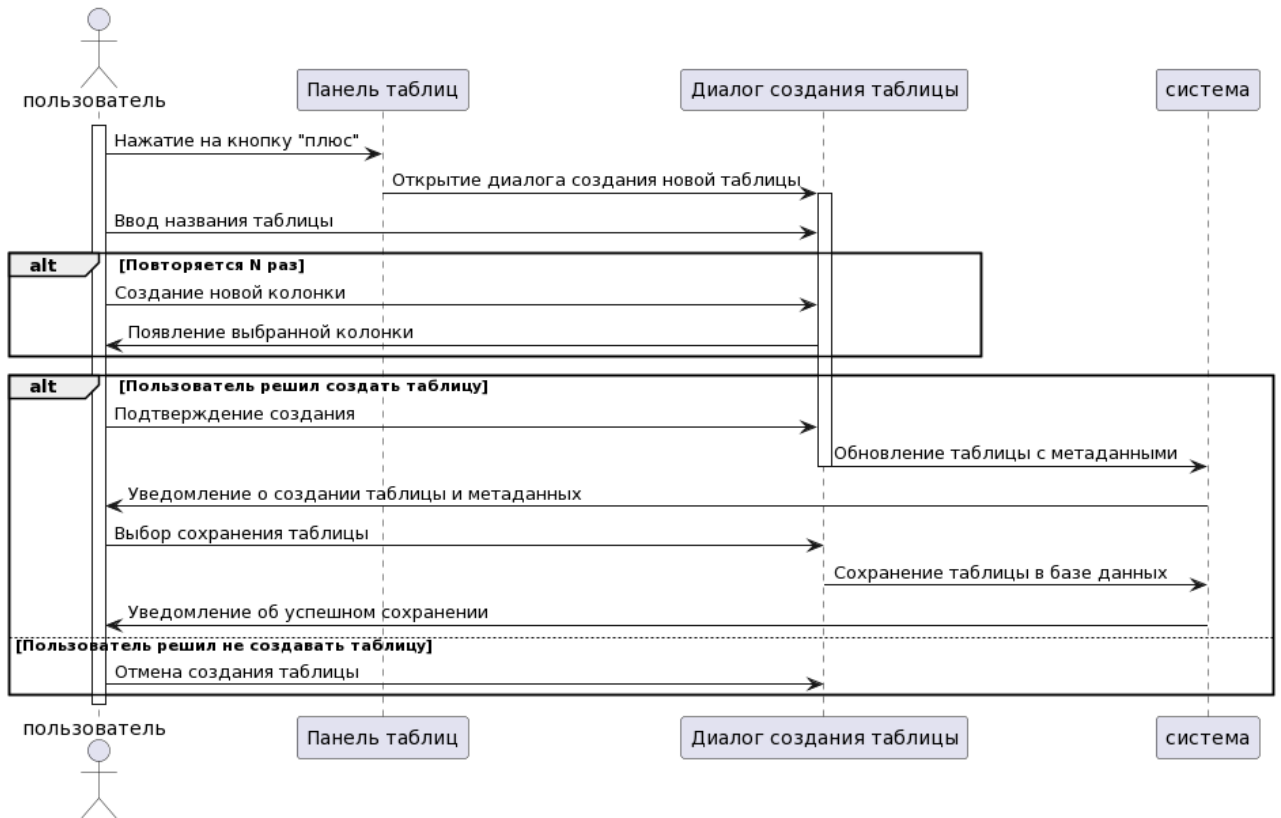 пользователь
Панель таблиц
Диалог создания таблицы
система
Нажатие на кнопку "плюс"
Открытие диалога создания новой таблицы
Ввод названия таблицы
alt [Повторяется N раз]
Создание новой колонки
Появление выбранной колонки
alt [Пользователь решил создать таблицу]
Подтверждение создания
Обновление таблицы с метаданными
Уведомление о создании таблицы и метаданных
Выбор сохранения таблицы
Сохранение таблицы в базе данных
Уведомление об успешном сохранении
[Пользователь решил не создавать таблицу]
Отмена создания таблицы
пользователь
Панель таблиц
Диалог создания таблицы
система